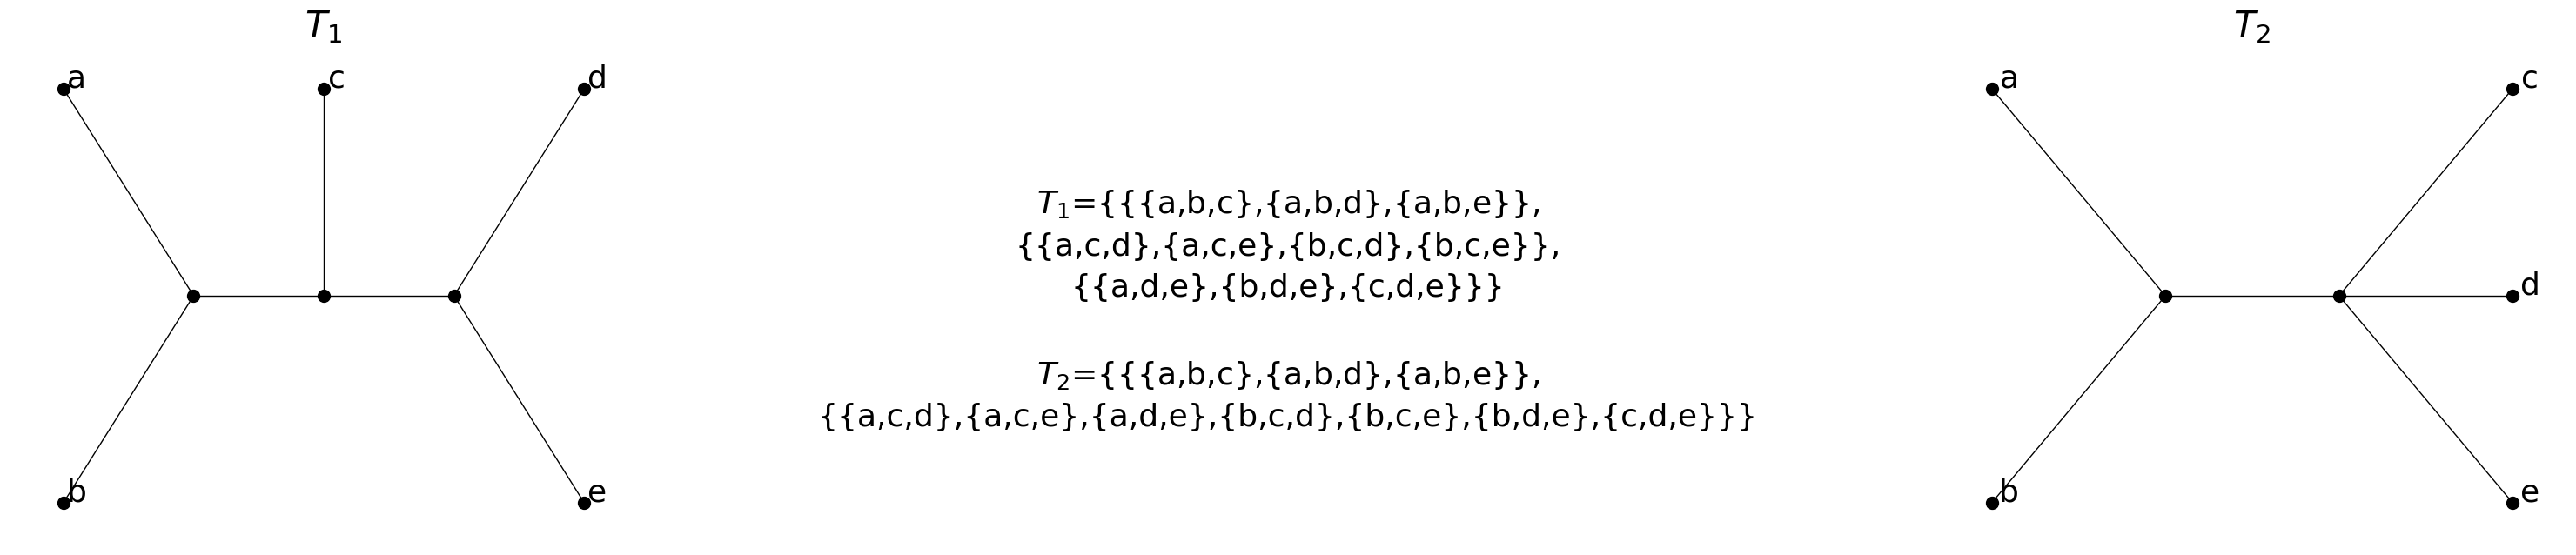 T₁
a
c
d
b
e
T₁={{{a,b,c},{a,b,d},{a,b,e}},
{{a,c,d},{a,c,e},{b,c,d},{b,c,e}},
{{a,d,e},{b,d,e},{c,d,e}}}
T₂={{{a,b,c},{a,b,d},{a,b,e}},
{{a,c,d},{a,c,e},{a,d,e},{b,c,d},{b,c,e},{b,d,e},{c,d,e}}}
T₂
a
c
d
b
e